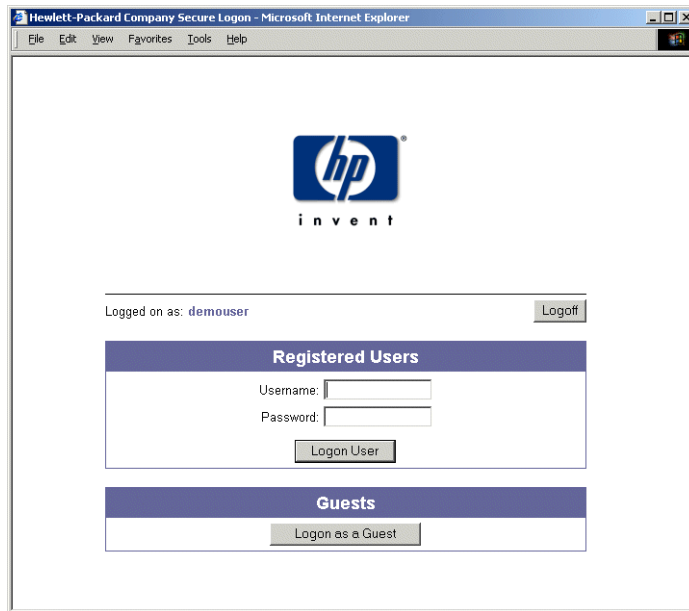 Hewlett-Packard Company Secure Logon - Microsoft Internet Explorer
File Edit View Favorites Tools Help
hp
®
invent
Logged on as: demouser
Logoff
Registered Users
Username:
Password:
Logon User
Guests
Logon as a Guest